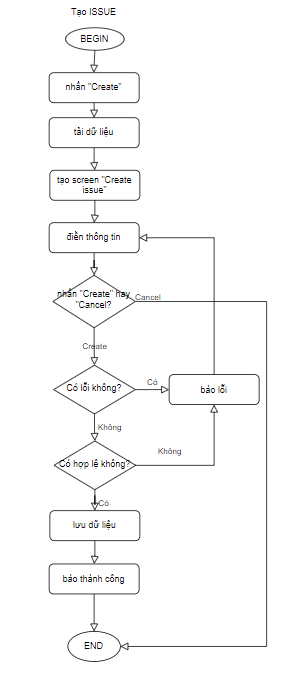 Tạo ISSUE
BEGIN
nhấn "Create"
tải dữ liệu
tạo screen "Create
issue"
điền thông tin
nhấn "Create" hay
"Cancel?
Cancel
Create
Có lỗi không?
Có
báo lỗi
Không
Có hợp lệ không?
Không
Có
lưu dữ liệu
báo thành công
END